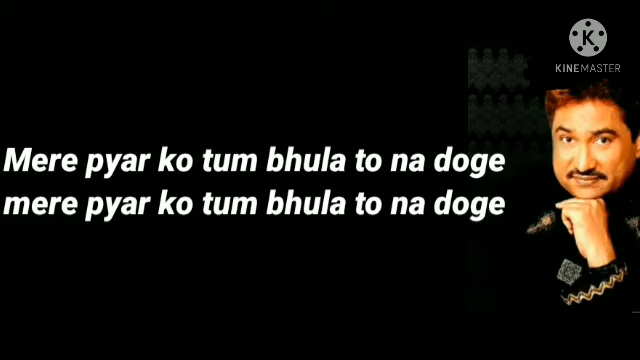 KINEMASTER
Mere pyar ko tum bhula to na doge
mere pyar ko tum bhula to na doge